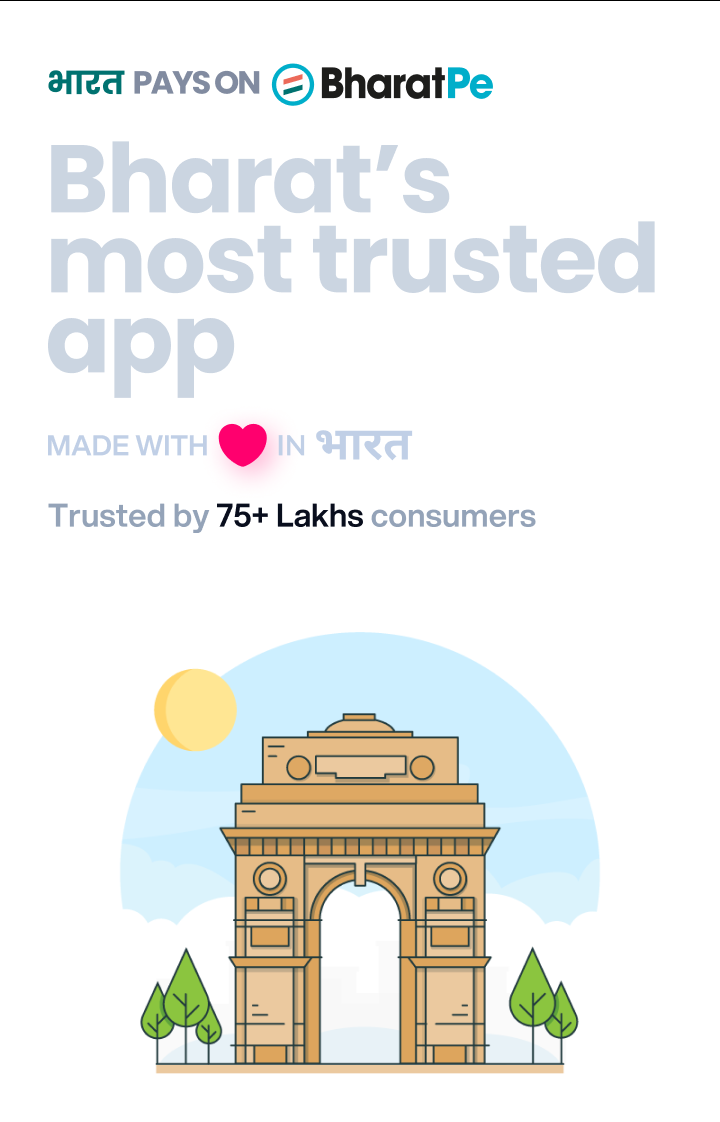 भारत PAYS ON BharatPe
Bharat’s
most trusted
app
MADE WITH IN भारत
Trusted by 75+ Lakhs consumers